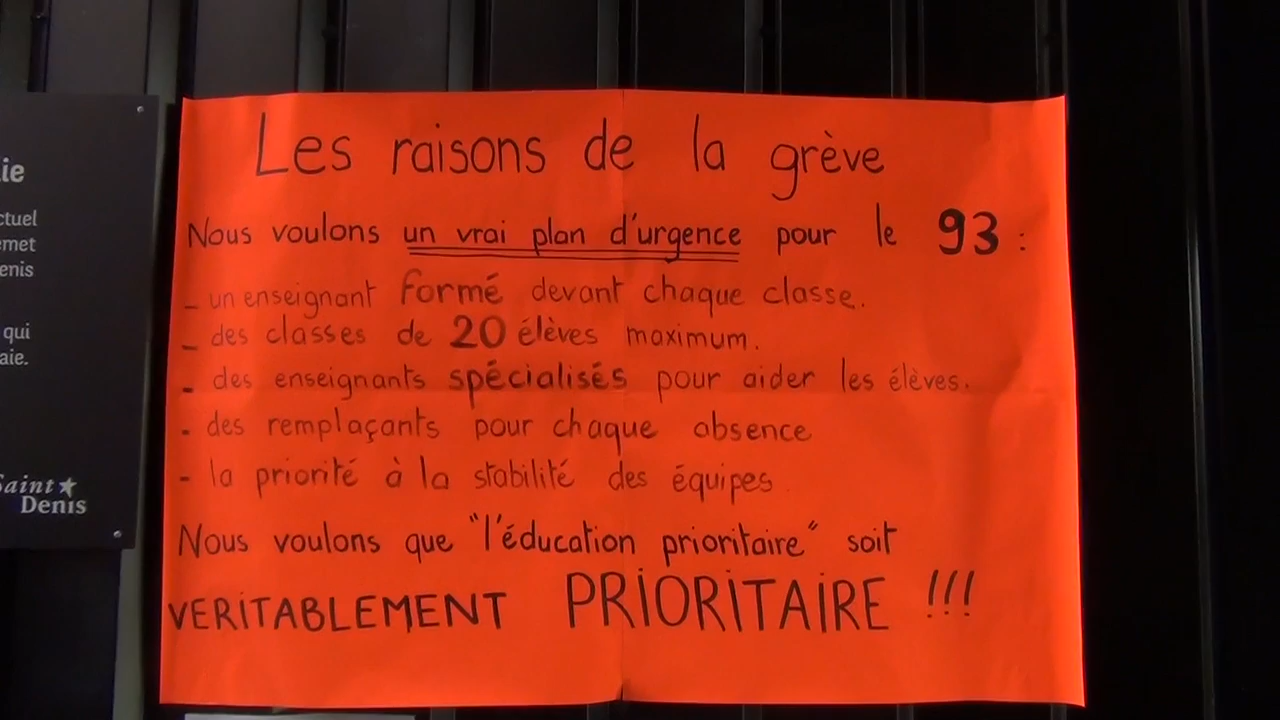 Les raisons de la grève
Nous voulons un vrai plan d'urgence pour le 93 :
- un enseignant formé devant chaque classe.
- des classes de 20 élèves maximum.
- des enseignants spécialisés pour aider les élèves.
- des remplaçants pour chaque absence
- la priorité à la stabilité des équipes
Nous voulons que "l'éducation prioritaire" soit
VERITABLEMENT PRIORITAIRE !!!
ie
ctuel
emet
enis
qui
aie.
Saint
Denis